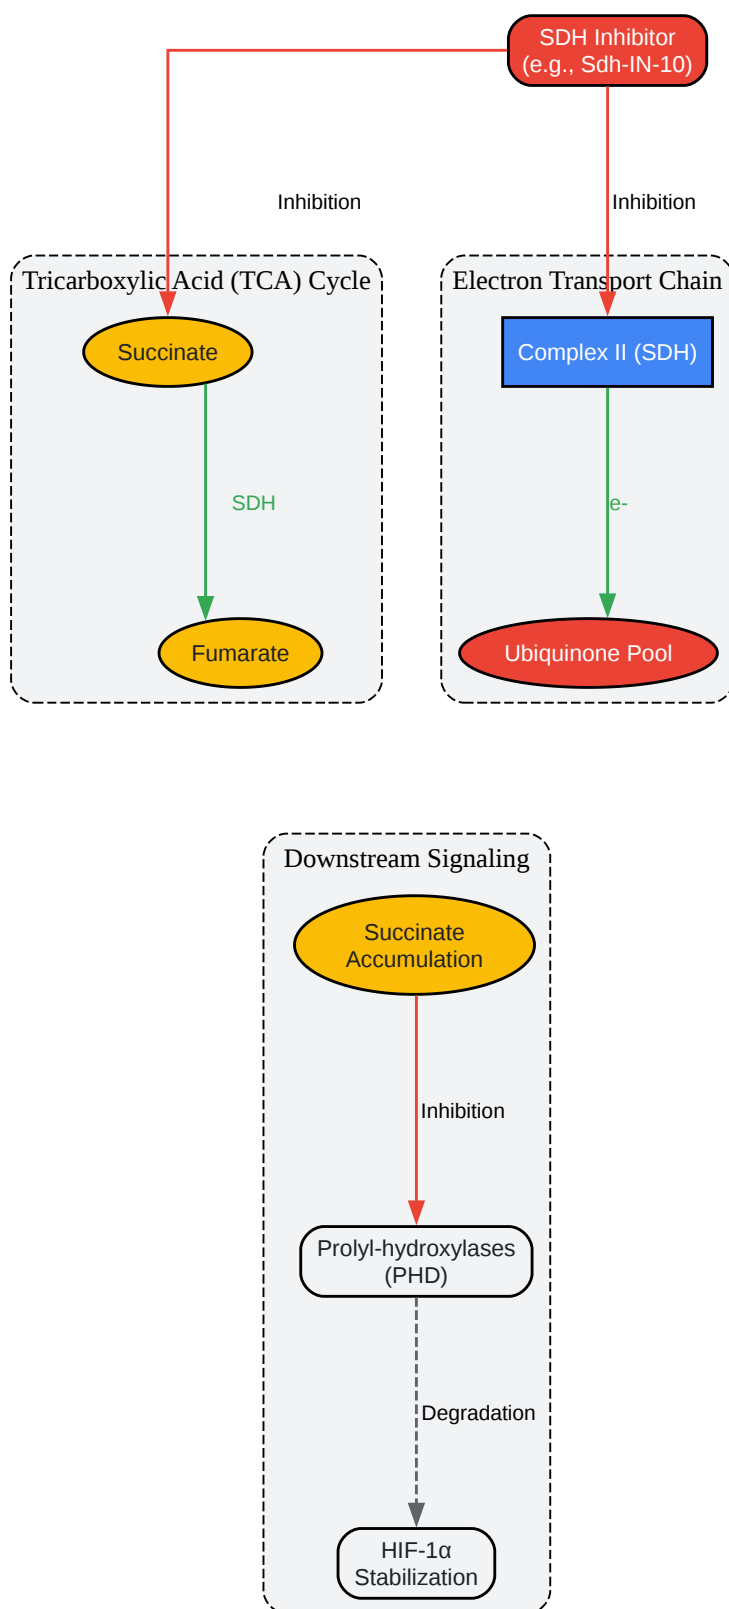 SDH Inhibitor
(e.g., Sdh-IN-10)
Inhibition
Inhibition
Tricarboxylic Acid (TCA) Cycle
Electron Transport Chain
Succinate
Complex II (SDH)
SDH
e-
Fumarate
Ubiquinone Pool
Downstream Signaling
Succinate
Accumulation
Inhibition
Prolyl-hydroxylases
(PHD)
Degradation
HIF-1α
Stabilization